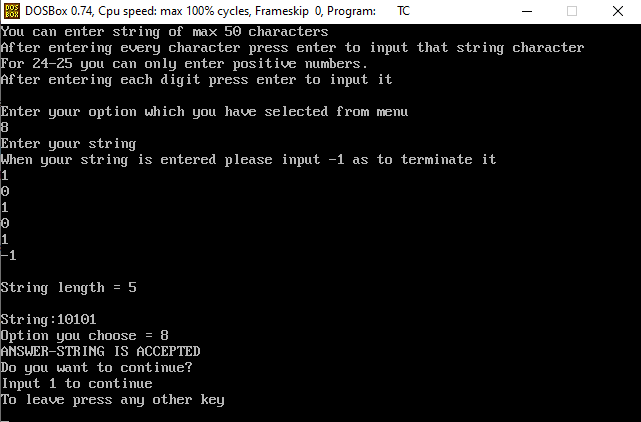 DOS BOX DOSBox 0.74, Cpu speed: max 100% cycles, Frameskip 0, Program: TC
You can enter string of max 50 characters
After entering every character press enter to input that string character
For 24-25 you can only enter positive numbers.
After entering each digit press enter to input it
Enter your option which you have selected from menu
8
Enter your string
When your string is entered please input -1 as to terminate it
1
0
1
0
1
-1
String length = 5
String:10101
Option you choose = 8
ANSWER-STRING IS ACCEPTED
Do you want to continue?
Input 1 to continue
To leave press any other key